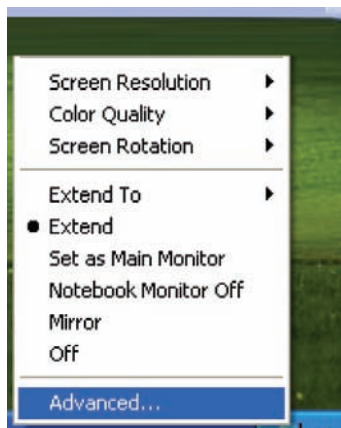 Screen Resolution
Color Quality
Screen Rotation
Extend To
Extend
Set as Main Monitor
Notebook Monitor Off
Mirror
Off
Advanced...